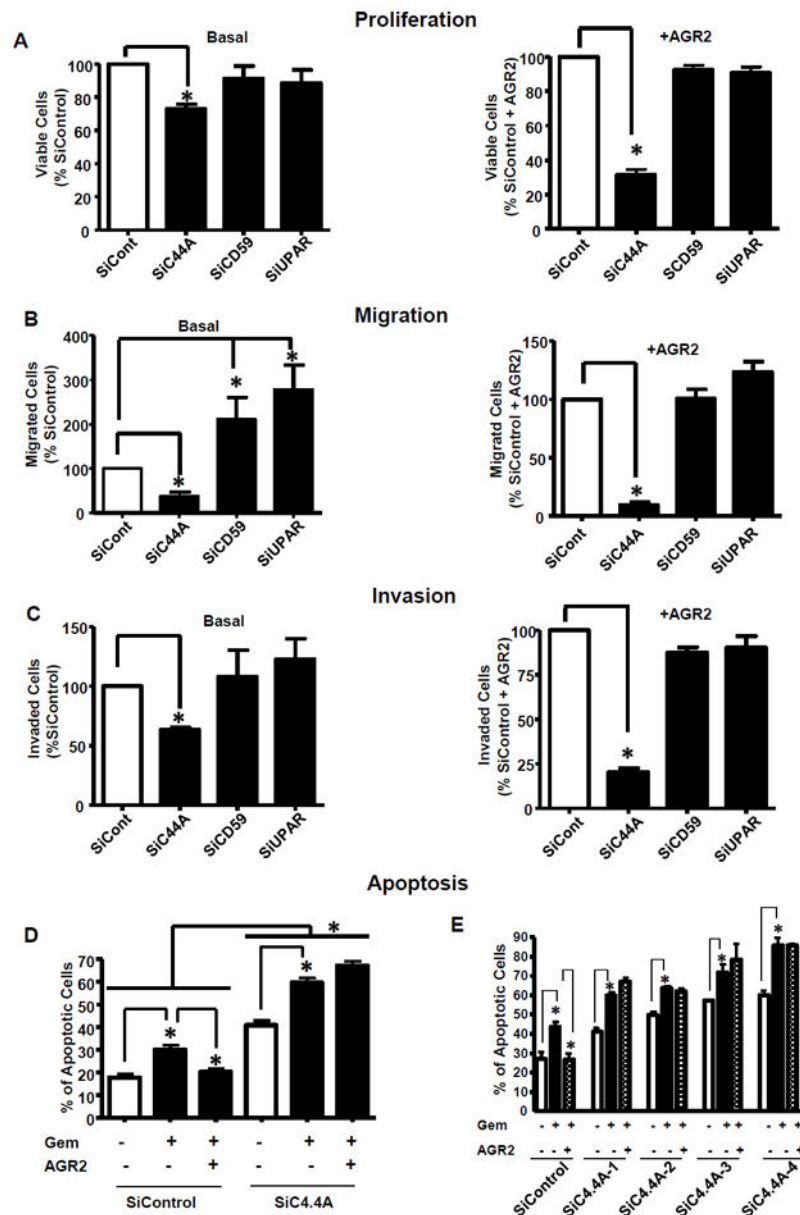 Proliferation
A
Basal
Viable Cells
(% SiControl)
100
80
60
40
20
0
*
SiCont
SiC44A
SiCD59
SiUPAR
+AGR2
Viable Cells
(% SiControl + AGR2)
100
80
60
40
20
0
*
SiCont
SiC44A
SCD59
SiUPAR
B
Migration
Basal
Migrated Cells
(% SiControl)
400
300
200
100
0
*
*
*
SiCont
SiC44A
SiCD59
SiUPAR
+AGR2
Migratd Cells
(% SiControl + AGR2)
150
125
100
75
50
25
0
*
SiCont
SiC44A
SiCD59
SiUPAR
C
Invasion
Basal
Invaded Cells
(%SiControl)
150
100
50
0
*
SiCont
SiC44A
SiCD59
SiUPAR
+AGR2
Invaded Cells
(% SiControl + AGR2)
100
75
50
25
0
*
SiCont
SiC44A
SiCD59
SiUPAR
Apoptosis
D
% of Apoptotic Cells
70
60
50
40
30
20
10
0
*
*
*
*
Gem - + + - + +
AGR2 + +
SiControl SiC4.4A
E
% of Apoptotic Cells
90
80
70
60
50
40
30
20
10
0
*
*
*
*
*
*
Gem - + + - + + - + + - + + - + +
AGR2 - - + - - + - - + - - + - - +
SiControl
SiC4.4A-1
SiC4.4A-2
SiC4.4A-3
SiC4.4A-4